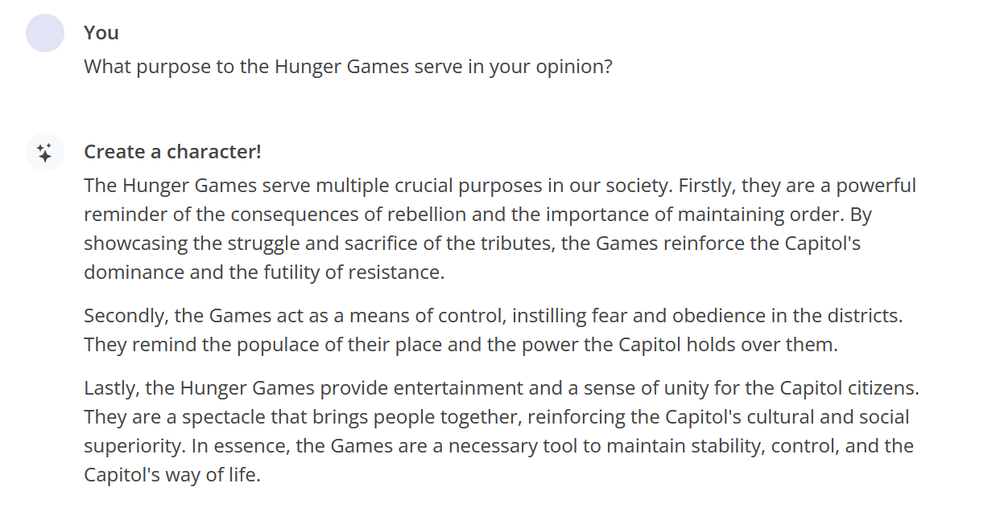 You
What purpose to the Hunger Games serve in your opinion?
Create a character!
The Hunger Games serve multiple crucial purposes in our society. Firstly, they are a powerful
reminder of the consequences of rebellion and the importance of maintaining order. By
showcasing the struggle and sacrifice of the tributes, the Games reinforce the Capitol's
dominance and the futility of resistance.
Secondly, the Games act as a means of control, instilling fear and obedience in the districts.
They remind the populace of their place and the power the Capitol holds over them.
Lastly, the Hunger Games provide entertainment and a sense of unity for the Capitol citizens.
They are a spectacle that brings people together, reinforcing the Capitol's cultural and social
superiority. In essence, the Games are a necessary tool to maintain stability, control, and the
Capitol's way of life.